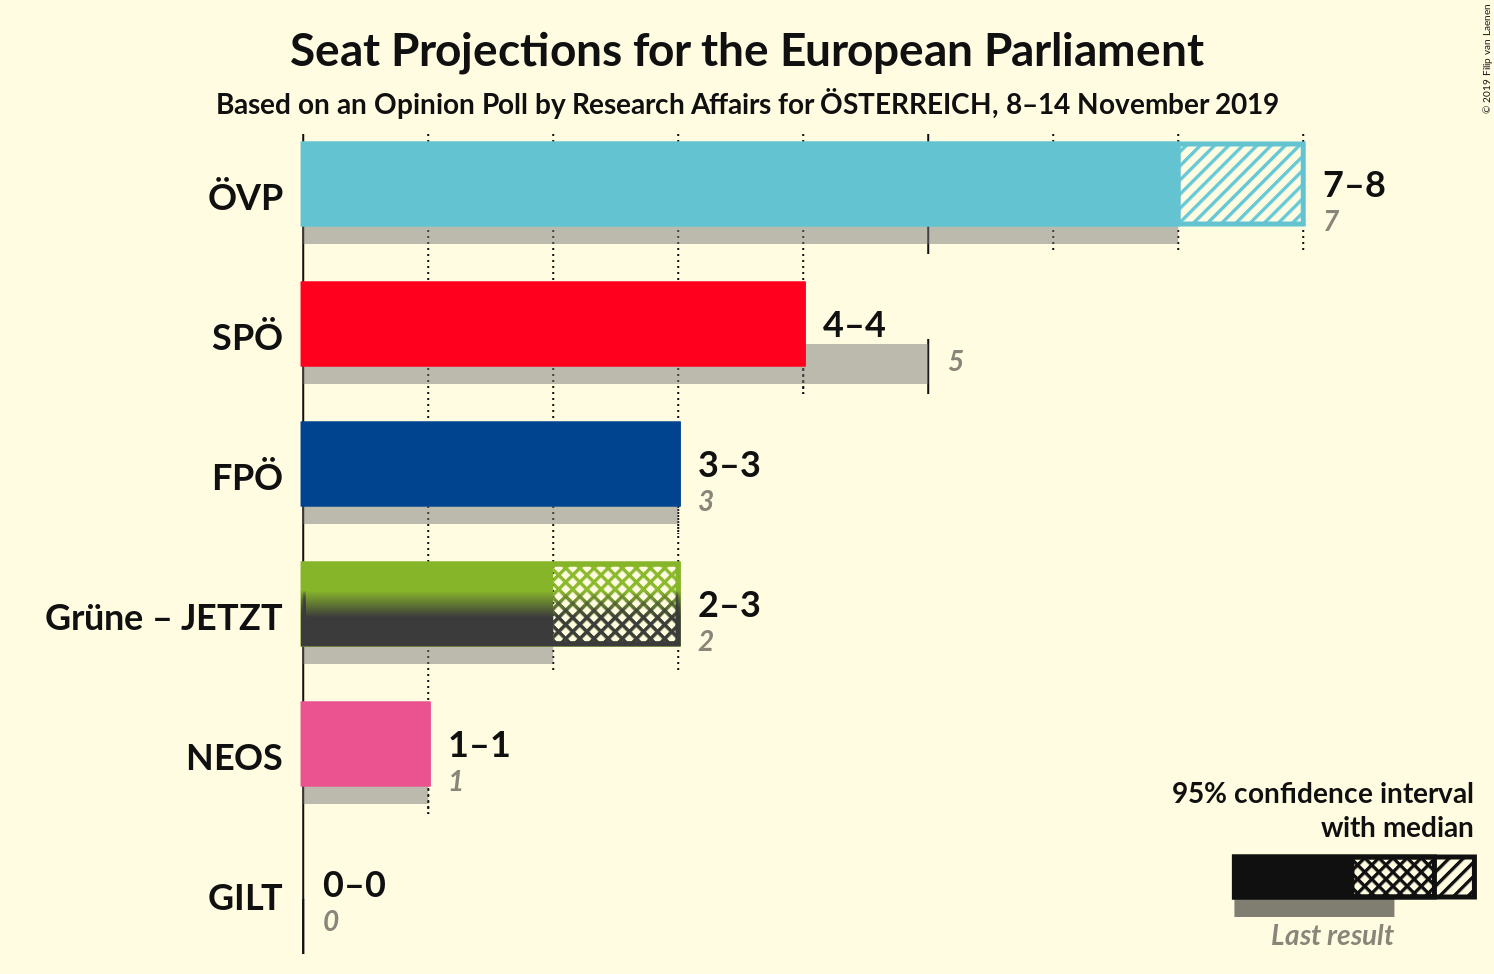 Seat Projections for the European Parliament
Based on an Opinion Poll by Research Affairs for ÖSTERREICH, 8–14 November 2019
© 2019 Filip van Laenen
ÖVP
7–8
7
SPÖ
4–4
5
FPÖ
3–3
3
Grüne – JETZT
2–3
2
NEOS
1–1
1
GILT
0–0
0
95% confidence interval
with median
Last result